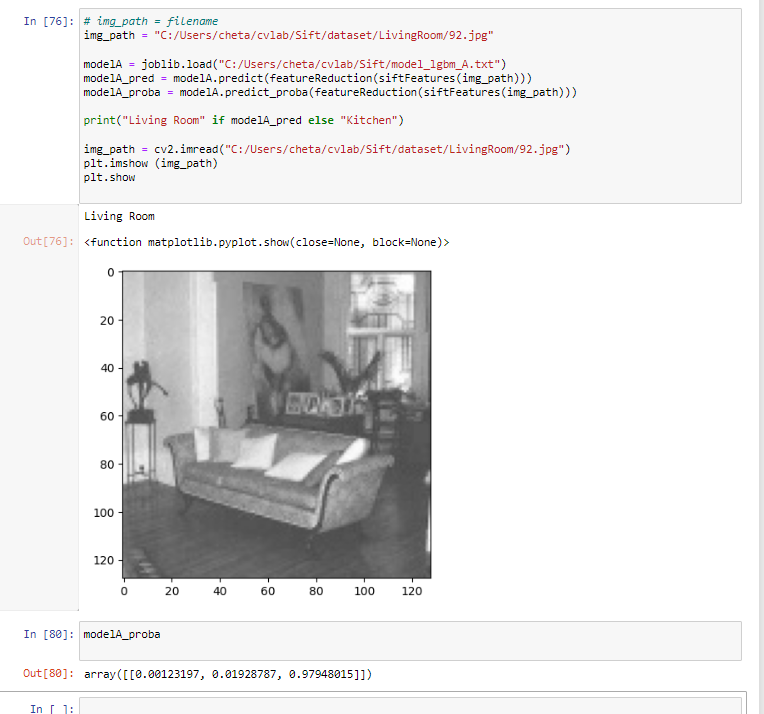 In [76]:
# img_path = filename
img_path = "C:/Users/cheta/cvlab/Sift/dataset/LivingRoom/92.jpg"
modelA = joblib.load("C:/Users/cheta/cvlab/Sift/model_lgbm_A.txt")
modelA_pred = modelA.predict(featureReduction(siftFeatures(img_path)))
modelA_proba = modelA.predict_proba(featureReduction(siftFeatures(img_path)))
print("Living Room" if modelA_pred else "Kitchen")
img_path = cv2.imread("C:/Users/cheta/cvlab/Sift/dataset/LivingRoom/92.jpg")
plt.imshow (img_path)
plt.show
Living Room
Out[76]: <function matplotlib.pyplot.show(close=None, block=None)>
0
20
40
60
80
100
120
0 20 40 60 80 100 120
In [80]: modelA_proba
Out[80]: array([[0.00123197, 0.01928787, 0.97948015]])
In [ ]: